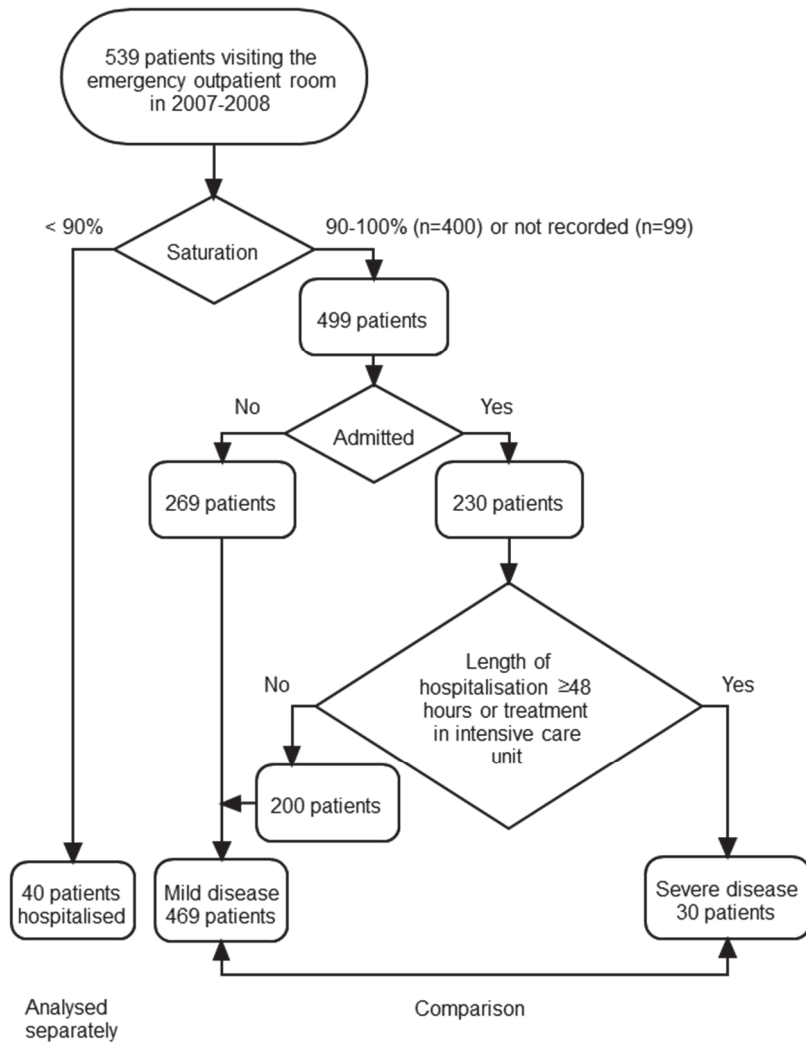 539 patients visiting the
emergency outpatient room
in 2007-2008
< 90%
90-100% (n=400) or not recorded (n=99)
Saturation
499 patients
No
Yes
Admitted
269 patients
230 patients
Length of
hospitalisation ≥48
hours or treatment
in intensive care
unit
No
Yes
200 patients
40 patients
hospitalised
Mild disease
469 patients
Severe disease
30 patients
Analysed
separately
Comparison